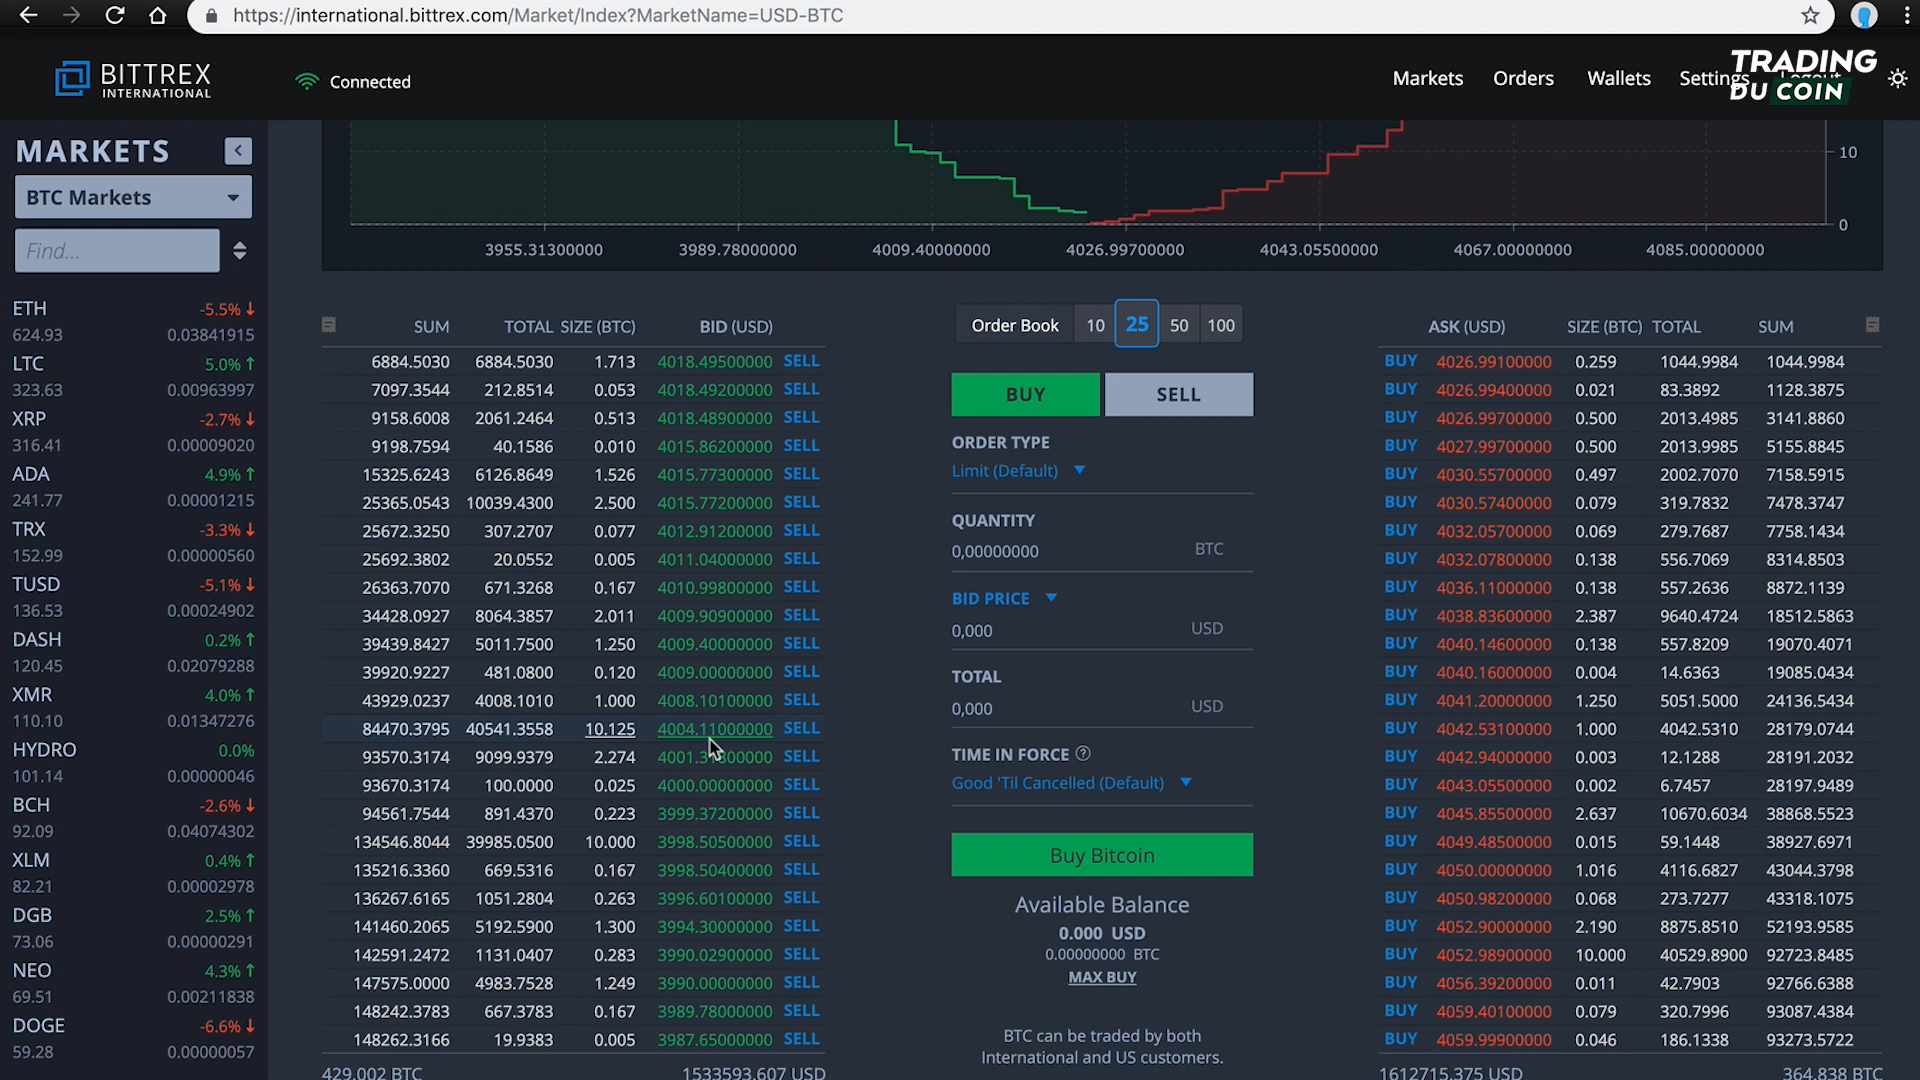 https://international.bittrex.com/Market/Index?MarketName=USD-BTC
BITTREX
INTERNATIONAL
Connected
Markets Orders Wallets Settings
TRADING
DU COIN
MARKETS
BTC Markets
Find...
ETH -5.5%
624.93 0.03841915
LTC 5.0%
323.63 0.00963997
XRP -2.7%
316.41 0.00009020
ADA 4.9%
241.77 0.00001215
TRX -3.3%
152.99 0.00000560
TUSD -5.1%
136.53 0.00024902
DASH 0.2%
120.45 0.02079288
XMR 4.0%
110.10 0.01347276
HYDRO 0.0%
101.14 0.00000046
BCH -2.6%
92.09 0.04074302
XLM 0.4%
82.21 0.00002978
DGB 2.5%
73.06 0.00000291
NEO 4.3%
69.51 0.00211838
DOGE -6.6%
59.28 0.00000057
10
0
3955.31300000 3989.78000000 4009.40000000 4026.99700000 4043.05500000 4067.00000000 4085.00000000
SUM TOTAL SIZE (BTC) BID (USD)
6884.5030 6884.5030 1.713 4018.49500000 SELL
7097.3544 212.8514 0.053 4018.49200000 SELL
9158.6008 2061.2464 0.513 4018.48900000 SELL
9198.7594 40.1586 0.010 4015.86200000 SELL
15325.6243 6126.8649 1.526 4015.77300000 SELL
25365.0543 10039.4300 2.500 4015.77200000 SELL
25672.3250 307.2707 0.077 4012.91200000 SELL
25692.3802 20.0552 0.005 4011.04000000 SELL
26363.7070 671.3268 0.167 4010.99800000 SELL
34428.0927 8064.3857 2.011 4009.90900000 SELL
39439.8427 5011.7500 1.250 4009.40000000 SELL
39920.9227 481.0800 0.120 4009.00000000 SELL
43929.0237 4008.1010 1.000 4008.10100000 SELL
84470.3795 40541.3558 10.125 4004.11000000 SELL
93570.3174 9099.9379 2.274 SELL
93670.3174 100.0000 0.025 4000.00000000 SELL
94561.7544 891.4370 0.223 3999.37200000 SELL
134546.8044 39985.0500 10.000 3998.50500000 SELL
135216.3360 669.5316 0.167 3998.50400000 SELL
136267.6165 1051.2804 0.263 3996.60100000 SELL
141460.2065 5192.5900 1.300 3994.30000000 SELL
142591.2472 1131.0407 0.283 3990.02900000 SELL
147575.0000 4983.7528 1.249 3990.00000000 SELL
148242.3783 667.3783 0.167 3989.78000000 SELL
148262.3166 19.9383 0.005 3987.65000000 SELL
429.002 BTC 1533593.607 USD
Order Book 10 25 50 100
BUY SELL
ORDER TYPE
Limit (Default)
QUANTITY
0,00000000 BTC
BID PRICE
0,000 USD
TOTAL
0,000 USD
TIME IN FORCE ?
Good 'Til Cancelled (Default)
Buy Bitcoin
Available Balance
0.000 USD
0.00000000 BTC
MAX BUY
BTC can be traded by both
International and US customers.
ASK (USD) SIZE (BTC) TOTAL SUM
BUY 4026.99100000 0.259 1044.9984 1044.9984
BUY 4026.99400000 0.021 83.3892 1128.3875
BUY 4026.99700000 0.500 2013.4985 3141.8860
BUY 4027.99700000 0.500 2013.9985 5155.8845
BUY 4030.55700000 0.497 2002.7070 7158.5915
BUY 4030.57400000 0.079 319.7832 7478.3747
BUY 4032.05700000 0.069 279.7687 7758.1434
BUY 4032.07800000 0.138 556.7069 8314.8503
BUY 4036.11000000 0.138 557.2636 8872.1139
BUY 4038.83600000 2.387 9640.4724 18512.5863
BUY 4040.14600000 0.138 557.8209 19070.4071
BUY 4040.16000000 0.004 14.6363 19085.0434
BUY 4041.20000000 1.250 5051.5000 24136.5434
BUY 4042.53100000 1.000 4042.5310 28179.0744
BUY 4042.94000000 0.003 12.1288 28191.2032
BUY 4043.05500000 0.002 6.7457 28197.9489
BUY 4045.85500000 2.637 10670.6034 38868.5523
BUY 4049.48500000 0.015 59.1448 38927.6971
BUY 4050.00000000 1.016 4116.6827 43044.3798
BUY 4050.98200000 0.068 273.7277 43318.1075
BUY 4052.90000000 2.190 8875.8510 52193.9585
BUY 4052.98900000 10.000 40529.8900 92723.8485
BUY 4056.39200000 0.011 42.7903 92766.6388
BUY 4059.40100000 0.079 320.7996 93087.4384
BUY 4059.99900000 0.046 186.1338 93273.5722
1612715.375 USD 364.838 BTC